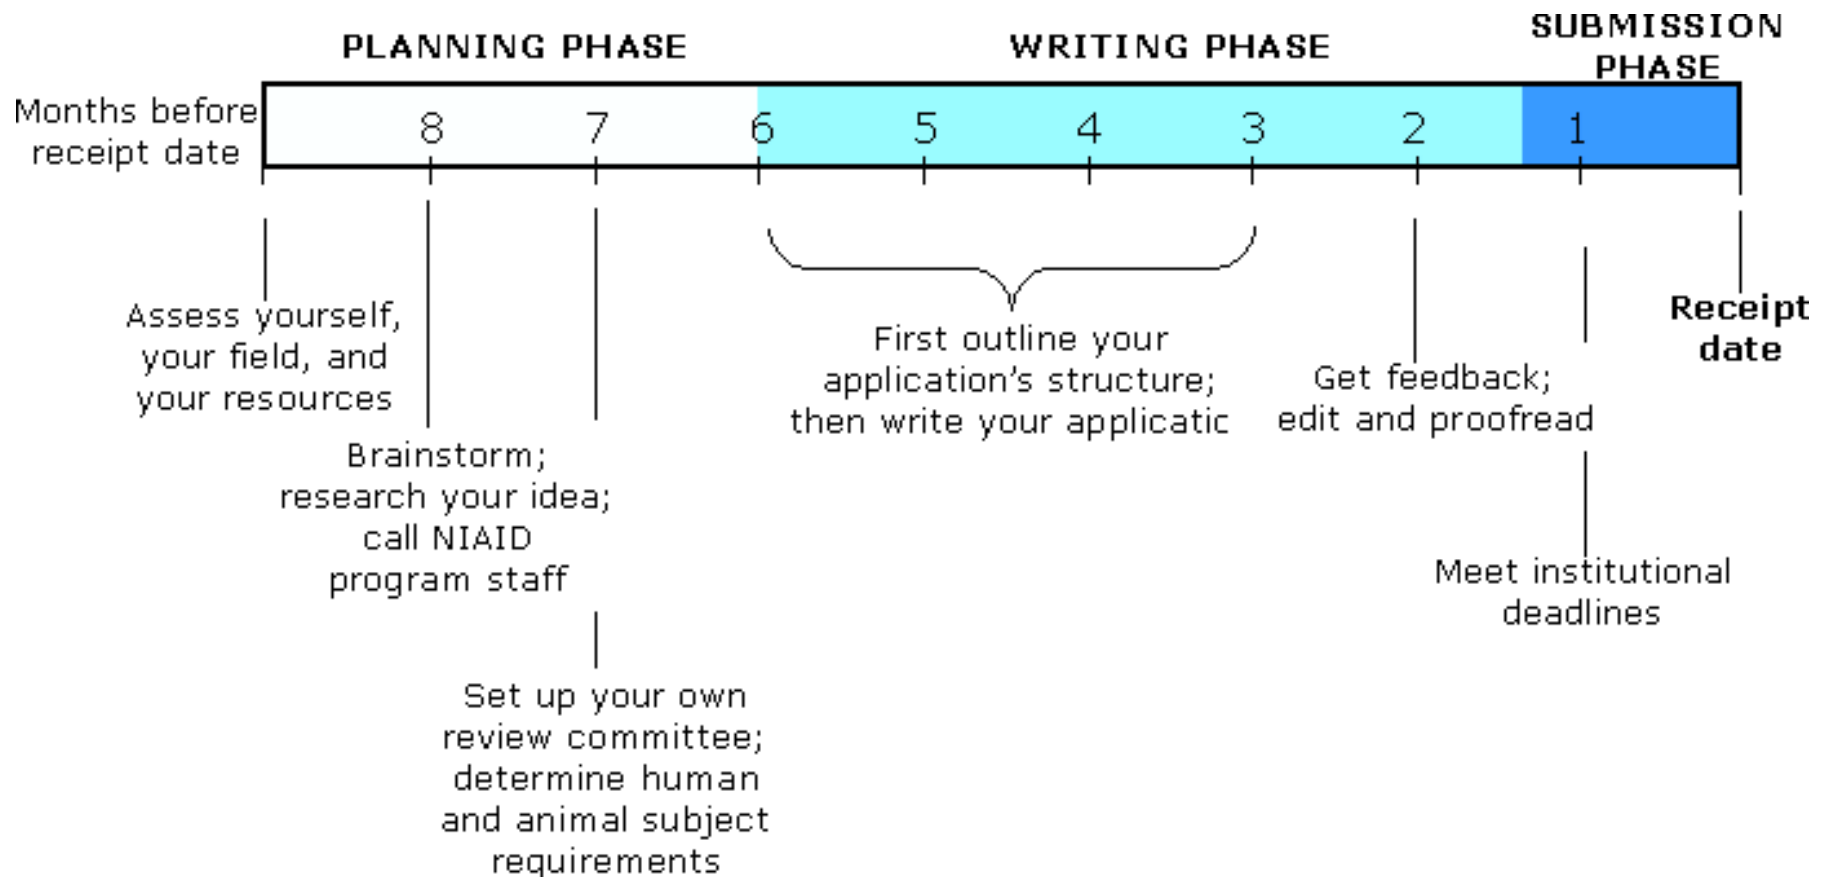 PLANNING PHASE
WRITING PHASE
SUBMISSION
PHASE
Months before
receipt date
8 7 6 5 4 3 2 1
Assess yourself,
your field, and
your resources
Brainstorm;
research your idea;
call NIAID
program staff
Set up your own
review committee;
determine human
and animal subject
requirements
First outline your
application's structure;
then write your applicatic
Get feedback;
edit and proofread
Meet institutional
deadlines
Receipt
date